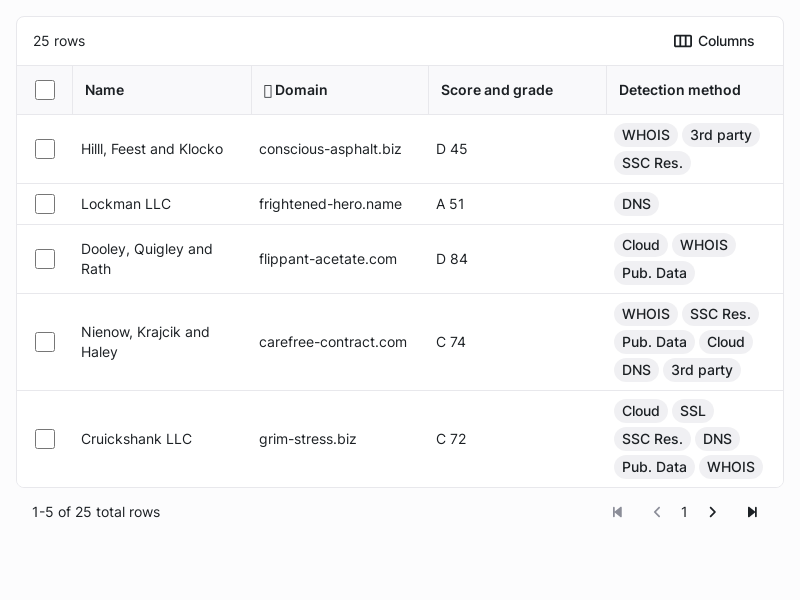 25 rows
Columns
Name
Domain
Score and grade
Detection method
Hilll, Feest and Klocko
conscious-asphalt.biz
D 45
WHOIS 3rd party
SSC Res.
Lockman LLC
frightened-hero.name
A 51
DNS
Dooley, Quigley and
Rath
flippant-acetate.com
D 84
Cloud WHOIS
Pub. Data
Nienow, Krajcik and
Haley
carefree-contract.com
C 74
WHOIS SSC Res.
Pub. Data Cloud
DNS 3rd party
Cruickshank LLC
grim-stress.biz
C 72
Cloud SSL
SSC Res. DNS
Pub. Data WHOIS
1-5 of 25 total rows
1